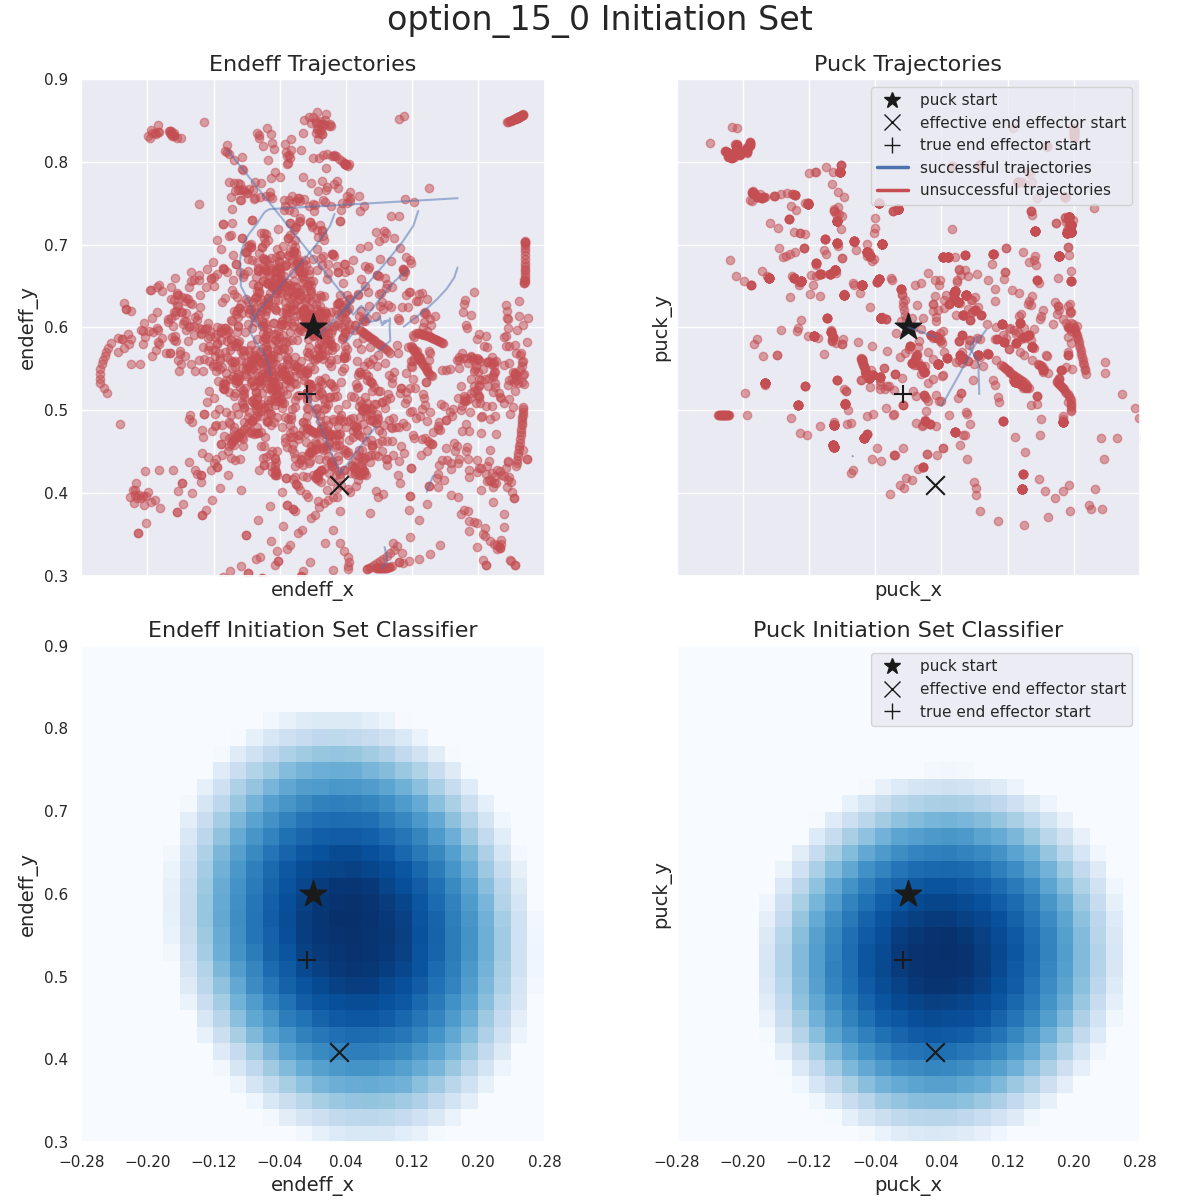 option_15_0 Initiation Set
Endeff Trajectories
Puck Trajectories
0.9
0.8
0.7
0.6
0.5
0.4
0.3
endeff_y
endeff_x
puck_y
puck_x
puck start
effective end effector start
true end effector start
successful trajectories
unsuccessful trajectories
Endeff Initiation Set Classifier
Puck Initiation Set Classifier
0.9
0.8
0.7
0.6
0.5
0.4
0.3
endeff_y
−0.28 −0.20 −0.12 −0.04 0.04 0.12 0.20 0.28
endeff_x
puck_y
puck start
effective end effector start
true end effector start
−0.28 −0.20 −0.12 −0.04 0.04 0.12 0.20 0.28
puck_x